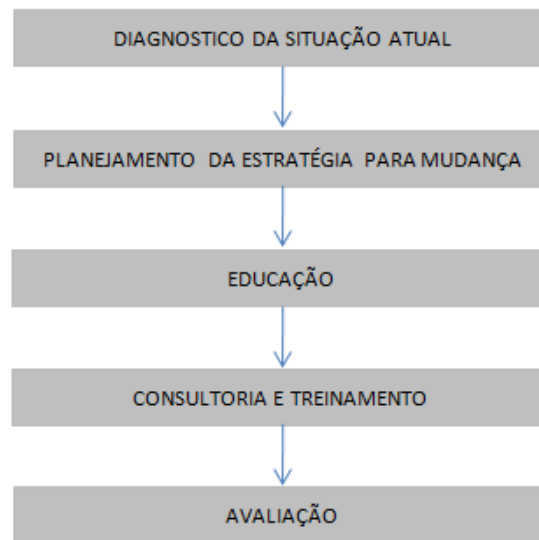 DIAGNOSTICO DA SITUAÇÃO ATUAL
PLANEJAMENTO DA ESTRATÉGIA PARA MUDANÇA
EDUCAÇÃO
CONSULTORIA E TREINAMENTO
AVALIAÇÃO